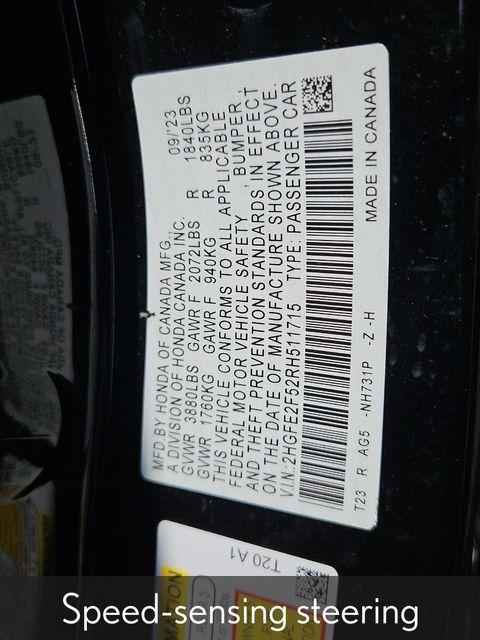 MFD.BY HONDA OF CANADA MFG., 09/'23
A DIVISION OF HONDA CANADA INC.
GVWR 3880LBS GAWR F 2072LBS R 1840LBS
GVWR 1760KG GAWR F 940KG R 835KG
THIS VEHICLE CONFORMS TO ALL APPLICABLE
FEDERAL MOTOR VEHICLE SAFETY , BUMPER ,
AND THEFT PREVENTION STANDARDS IN EFFECT
ON THE DATE OF MANUFACTURE SHOWN ABOVE.
V.I.N.:2HGFE2F52RH511715 TYPE: PASSENGER CAR
T23 R AG5 -NH731P -Z -H MADE IN CANADA
T20 A1
Speed-sensing steering